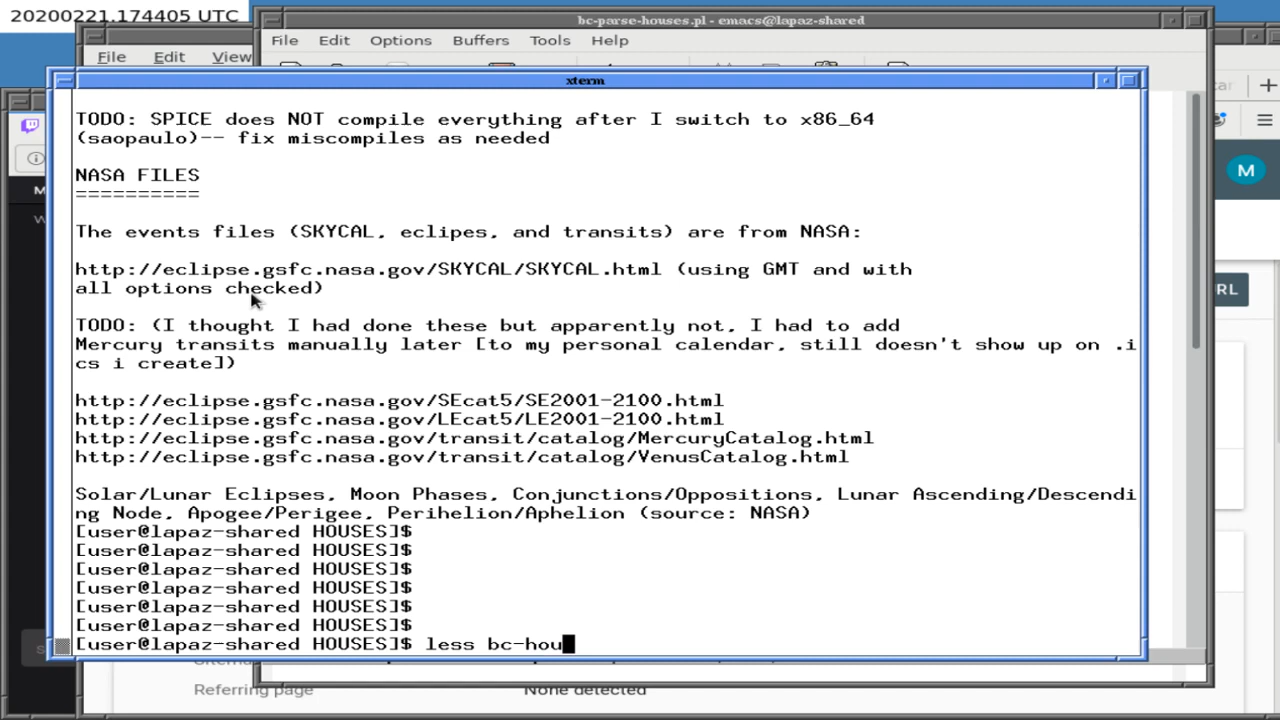 20200221.174405 UTC
bc-parse-houses.pl - emacs@lapaz-shared
File Edit Options Buffers Tools Help
File Edit View
xterm
TODO: SPICE does NOT compile everything after I switch to x86_64
(saopaulo)-- fix miscompiles as needed
NASA FILES
==========
The events files (SKYCAL, eclipes, and transits) are from NASA:
http://eclipse.gsfc.nasa.gov/SKYCAL/SKYCAL.html (using GMT and with
all options checked)
TODO: (I thought I had done these but apparently not, I had to add
Mercury transits manually later [to my personal calendar, still doesn't show up on .i
cs i create])
http://eclipse.gsfc.nasa.gov/SEcat5/SE2001-2100.html
http://eclipse.gsfc.nasa.gov/LEcat5/LE2001-2100.html
http://eclipse.gsfc.nasa.gov/transit/catalog/MercuryCatalog.html
http://eclipse.gsfc.nasa.gov/transit/catalog/VenusCatalog.html
Solar/Lunar Eclipses, Moon Phases, Conjunctions/Oppositions, Lunar Ascending/Descendi
ng Node, Apogee/Perigee, Perihelion/Aphelion (source: NASA)
[user@lapaz-shared HOUSES]$
[user@lapaz-shared HOUSES]$
[user@lapaz-shared HOUSES]$
[user@lapaz-shared HOUSES]$
[user@lapaz-shared HOUSES]$
[user@lapaz-shared HOUSES]$
[user@lapaz-shared HOUSES]$ less bc-hou
M
RL
Referring page None detected